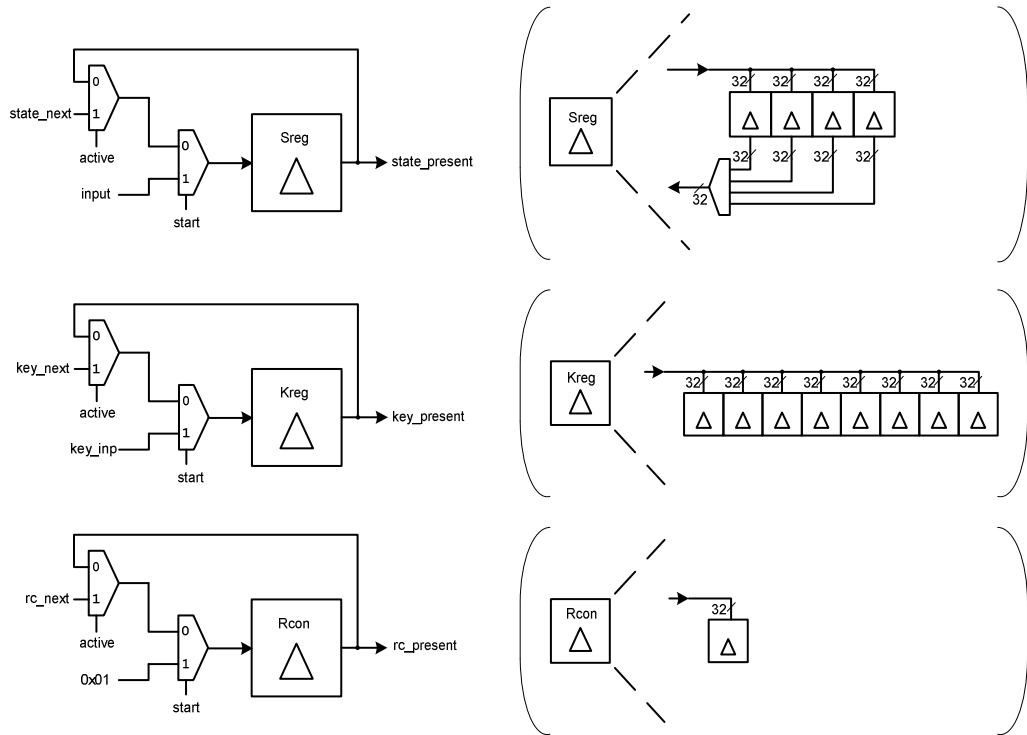 0
state_next 1
active
0
input 1
start
Sreg
state_present
Sreg
32 32 32 32
32 32 32 32
32
0
key_next 1
active
0
key_inp 1
start
Kreg
key_present
Kreg
32 32 32 32 32 32 32 32
0
rc_next 1
active
0
0x01 1
start
Rcon
rc_present
Rcon
32